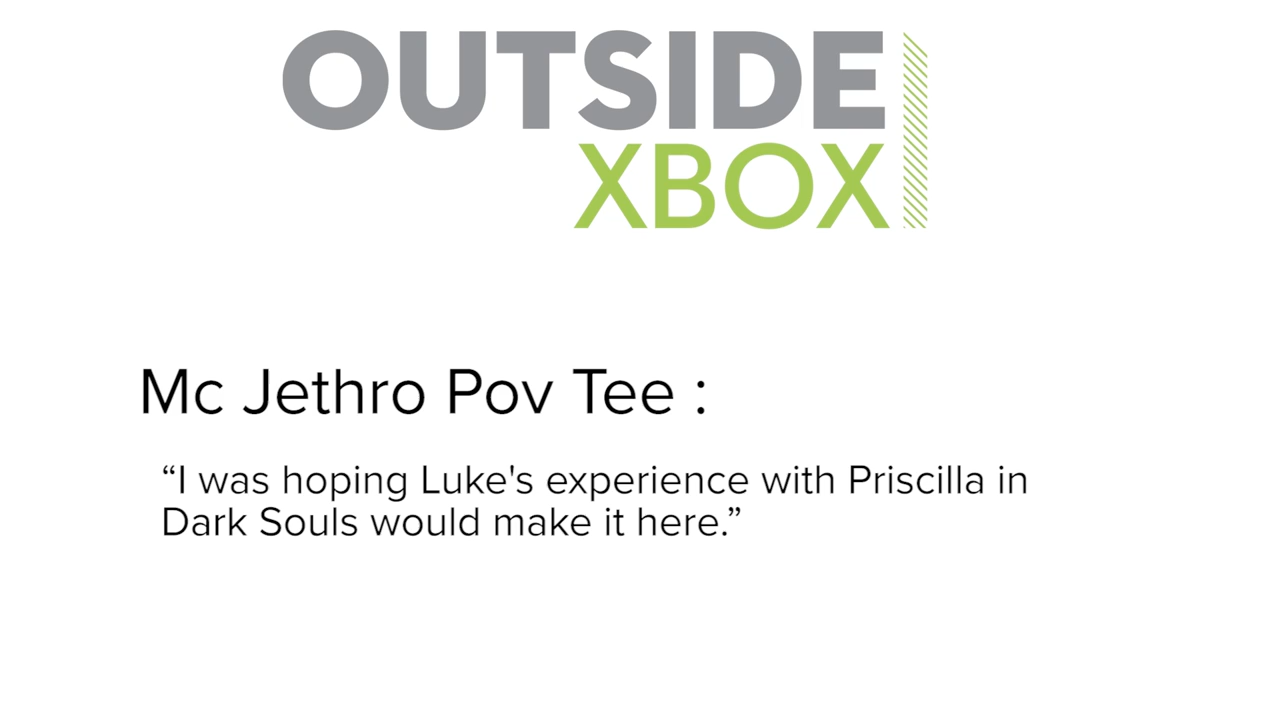 OUTSIDE
XBOX
Mc Jethro Pov Tee :
“I was hoping Luke's experience with Priscilla in
Dark Souls would make it here.”